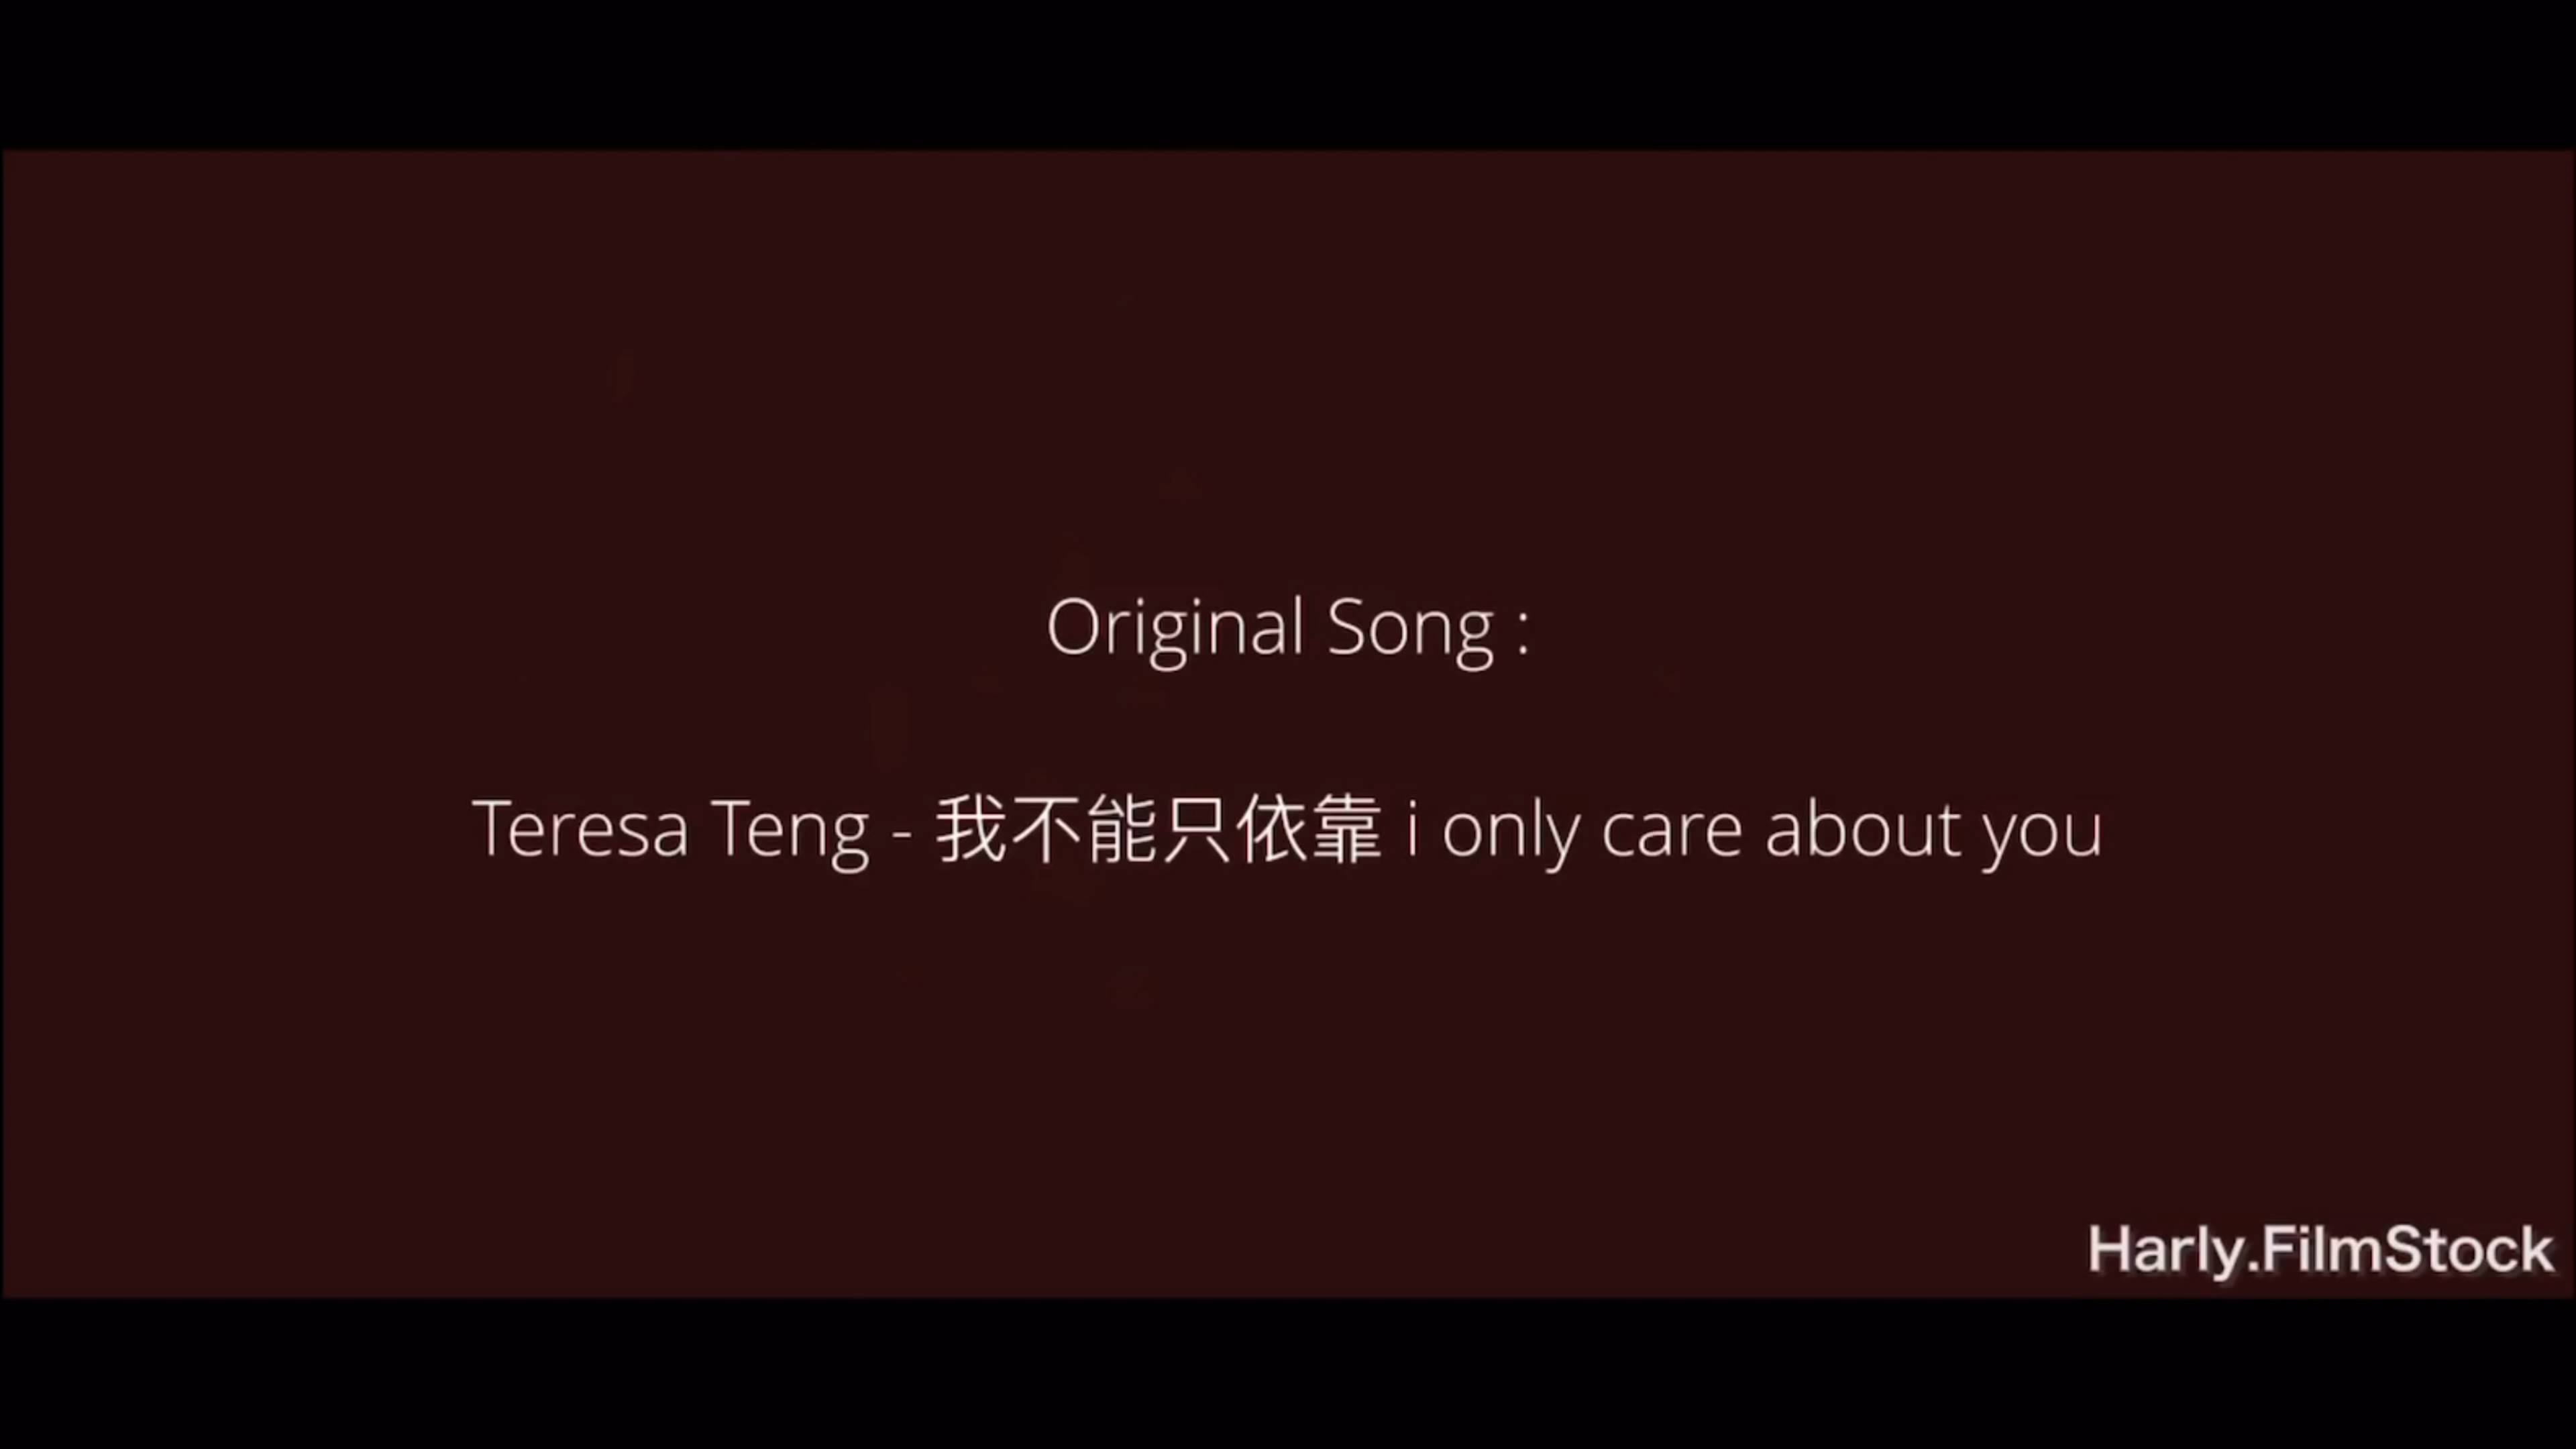 Original Song :
Teresa Teng - 我不能只依靠 i only care about you
Harly.FilmStock